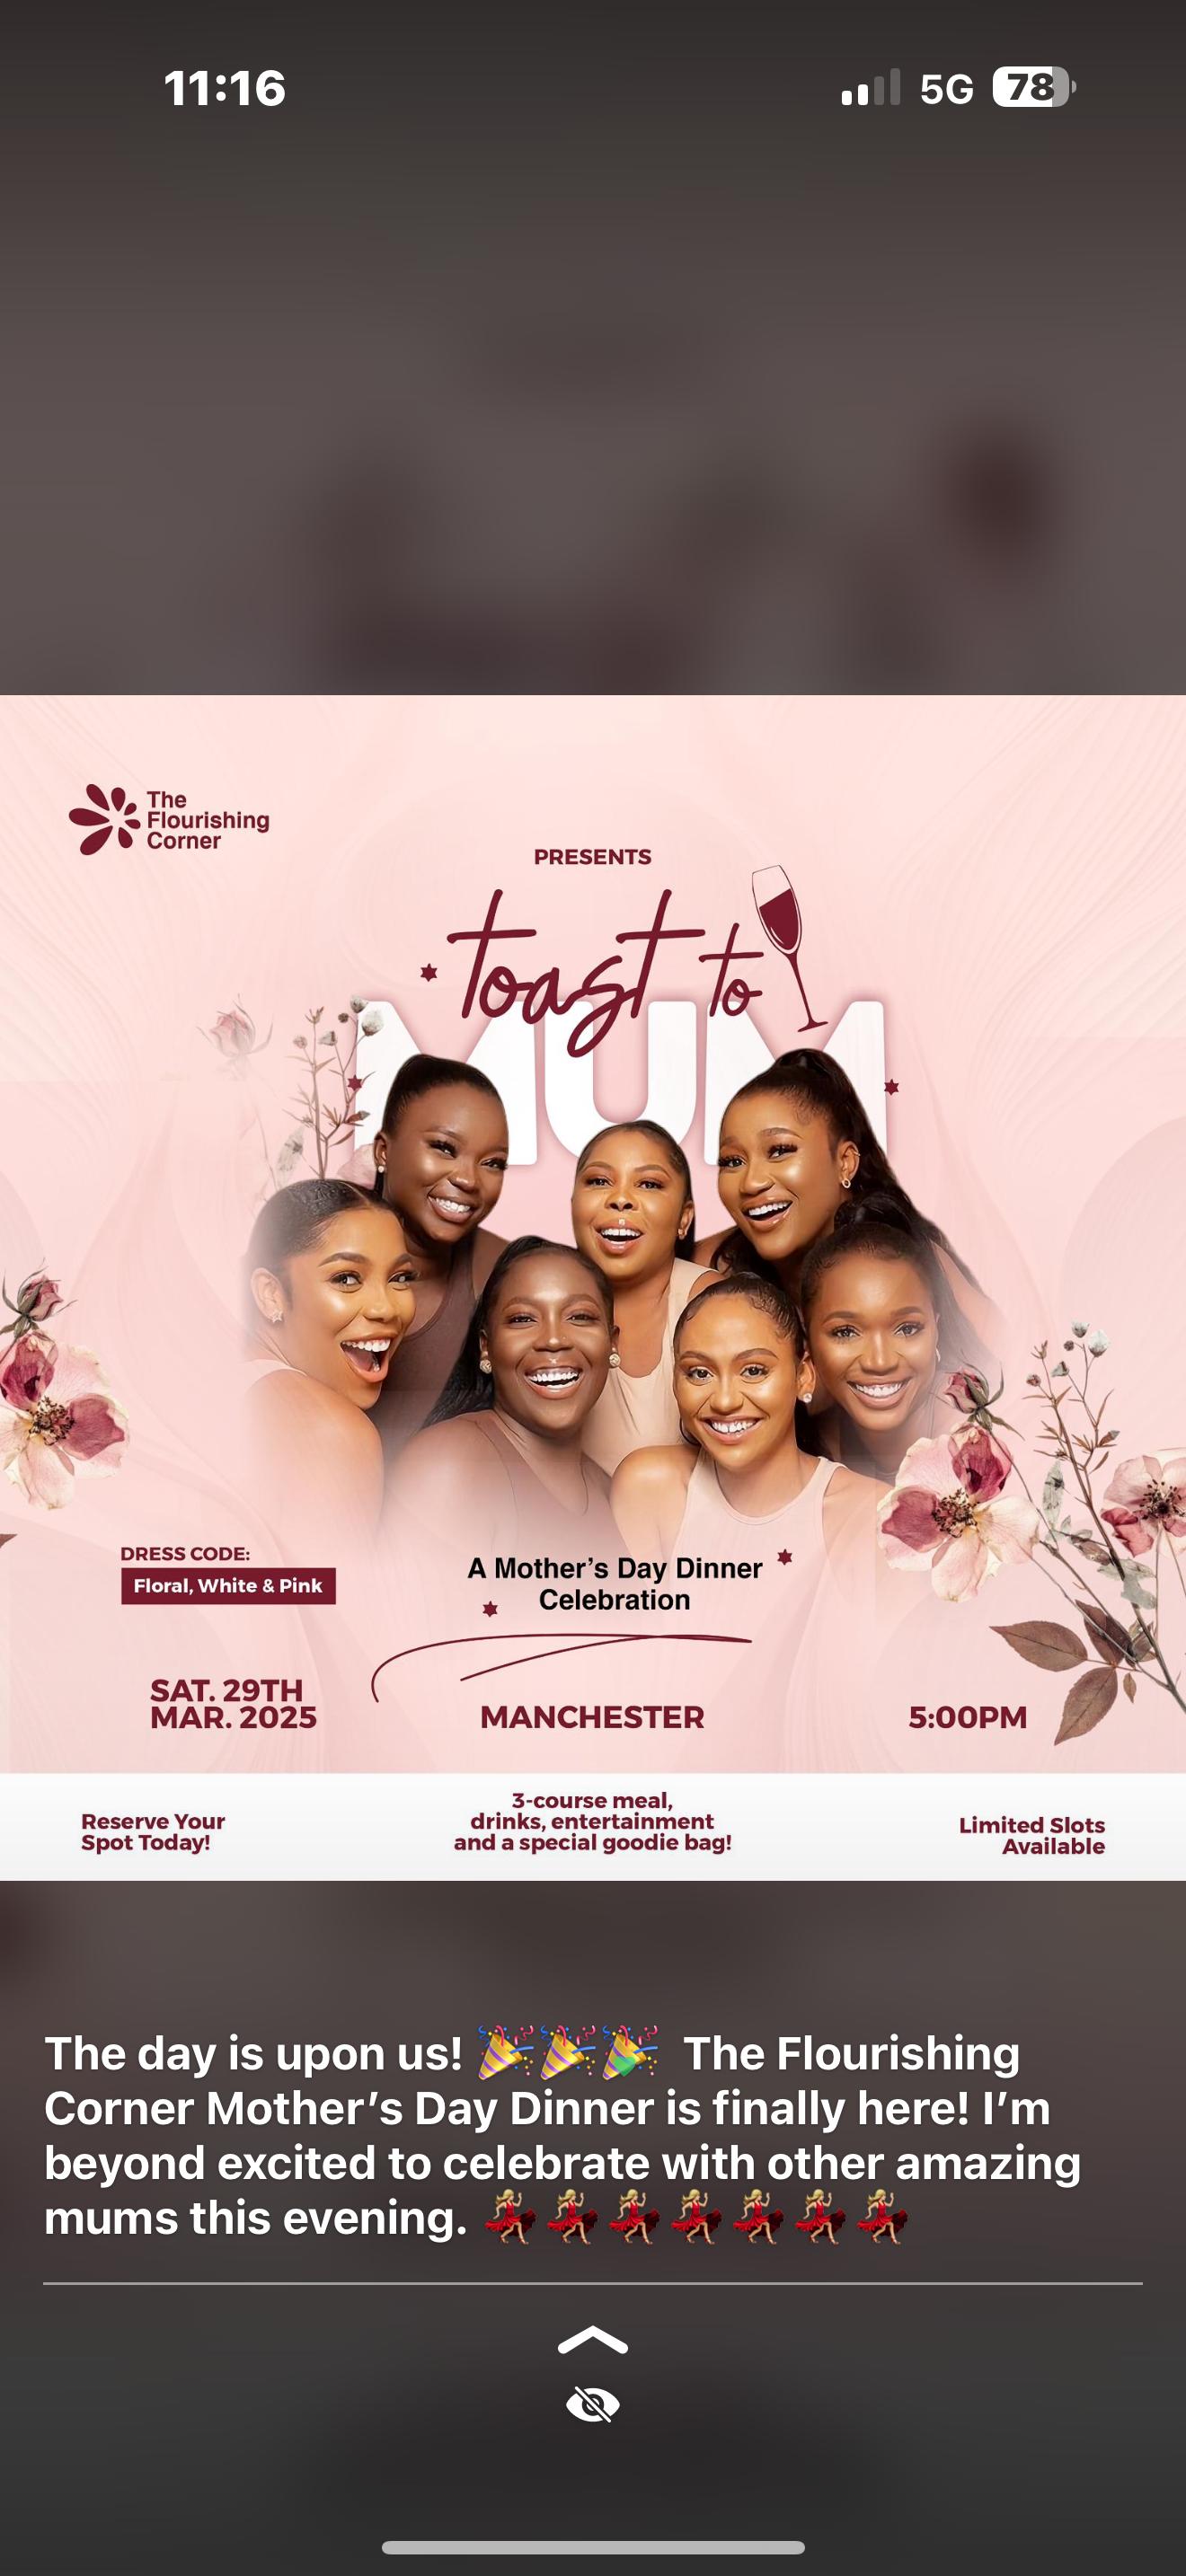 11:16
5G
78
The
Flourishing
Corner
PRESENTS
toast to
MUM
DRESS CODE:
Floral, White & Pink
A Mother’s Day Dinner
Celebration
SAT. 29TH
MAR. 2025
MANCHESTER
5:00PM
Reserve Your
Spot Today!
3-course meal,
drinks, entertainment
and a special goodie bag!
Limited Slots
Available
The day is upon us! 🎉🎉🎉 The Flourishing
Corner Mother’s Day Dinner is finally here! I’m
beyond excited to celebrate with other amazing
mums this evening. 💃🏼💃🏼💃🏼💃🏼💃🏼💃🏼💃🏼